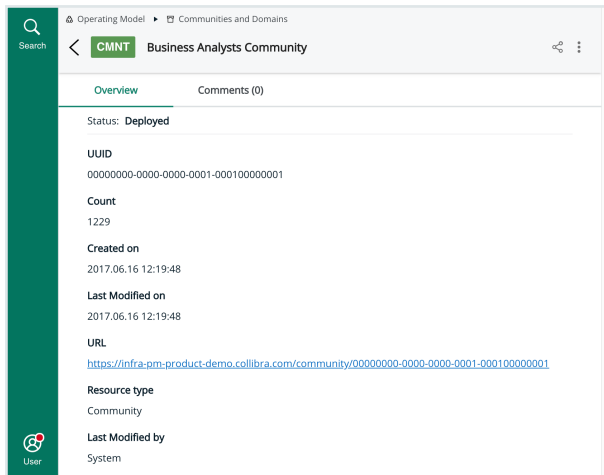 Search
Operating Model ▸ Communities and Domains
CMNT Business Analysts Community
Overview Comments (0)
Status: Deployed
UUID
00000000-0000-0000-0001-000100000001
Count
1229
Created on
2017.06.16 12:19:48
Last Modified on
2017.06.16 12:19:48
URL
https://infra-pm-product-demo.collibra.com/community/00000000-0000-0000-0001-000100000001
Resource type
Community
Last Modified by
System
User